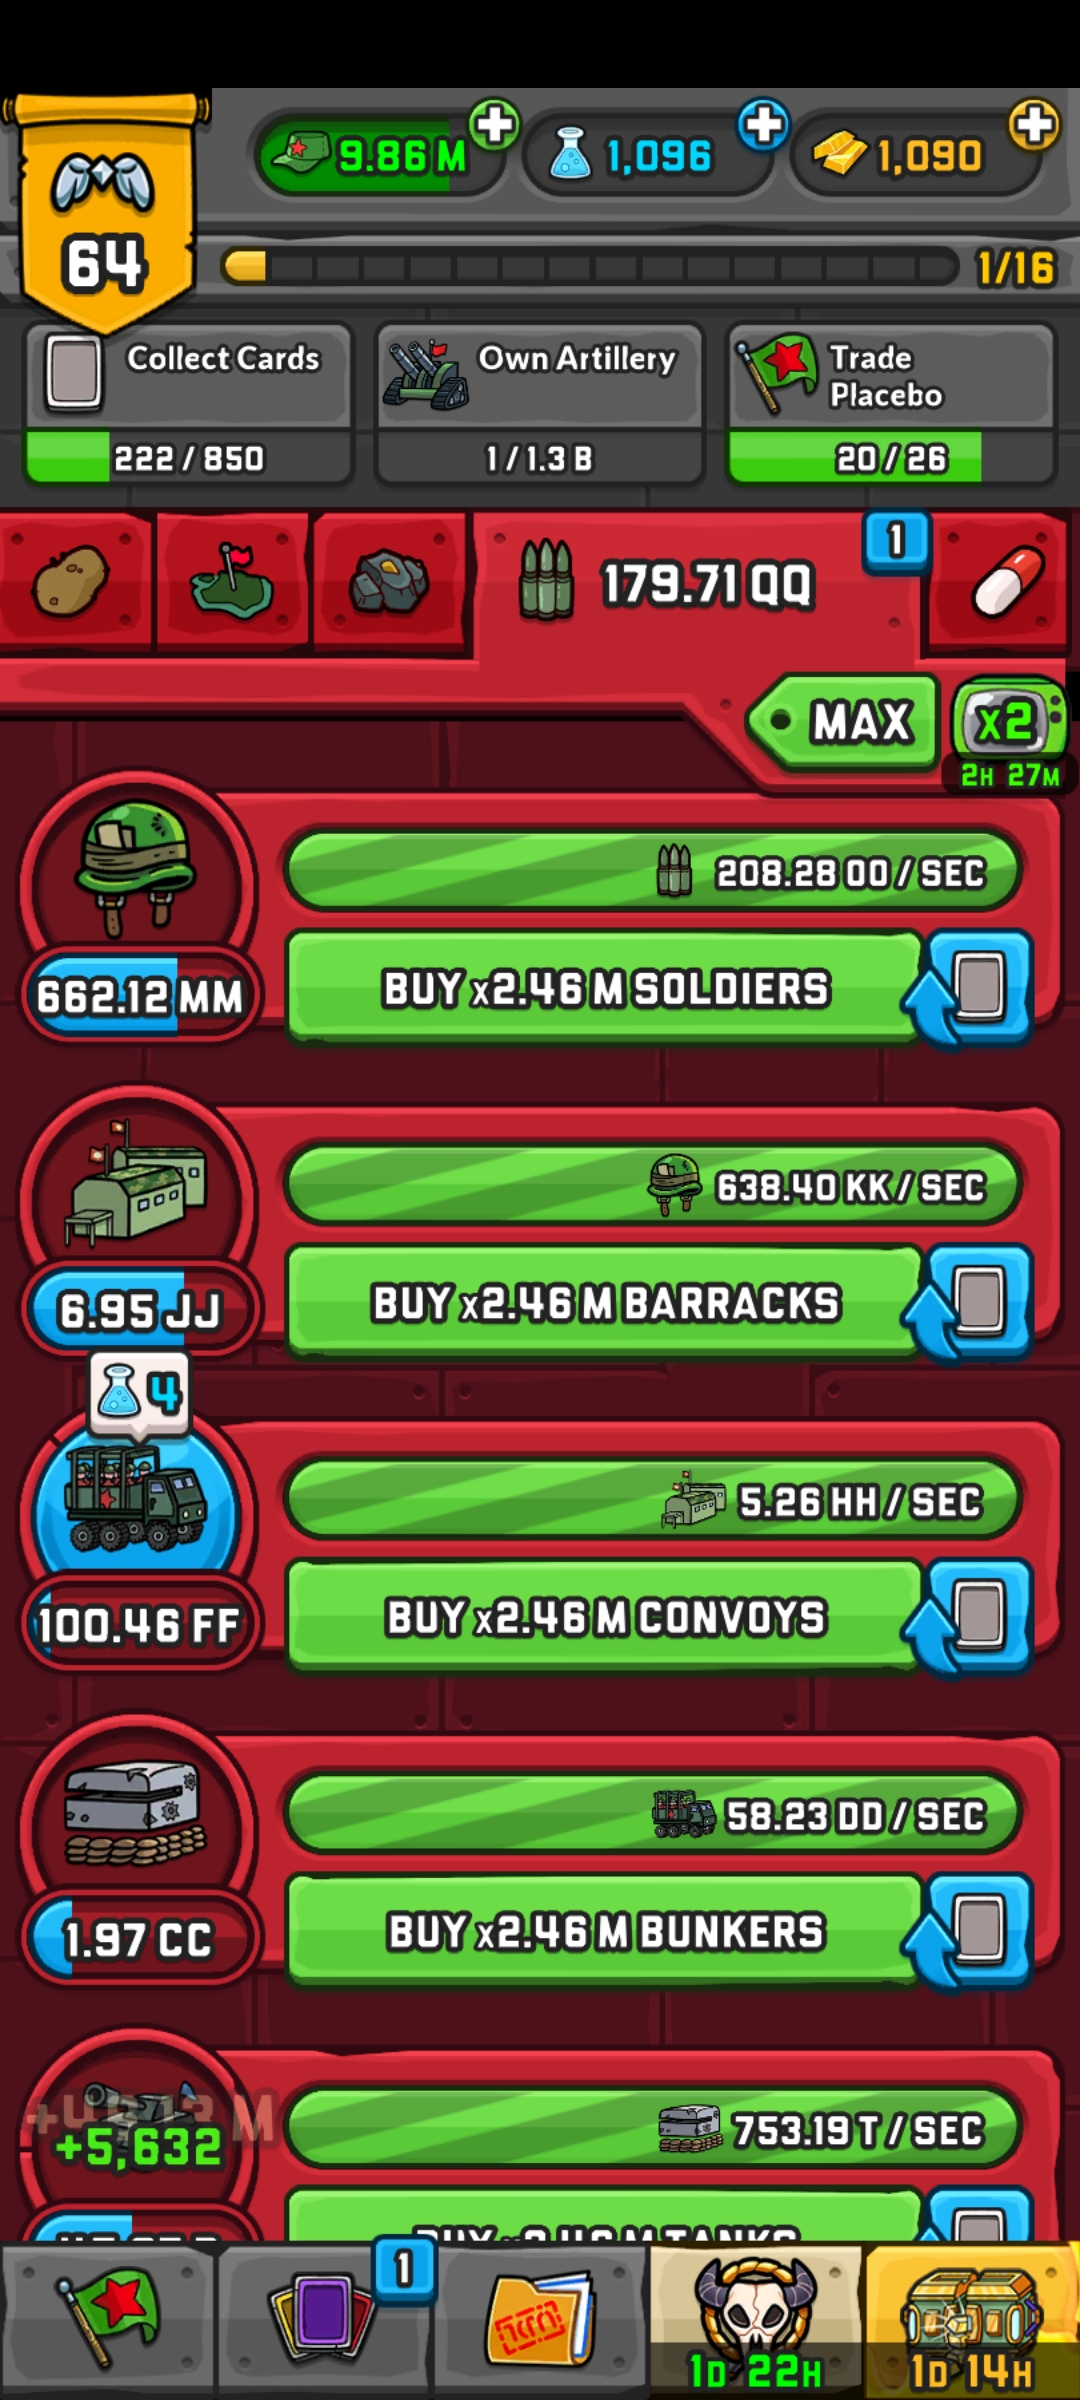 64
9.86 M
1,096
1,090
1/16
Collect Cards
222 / 850
Own Artillery
1 / 1.3 B
Trade
Placebo
20 / 26
179.71 QQ
1
MAX
x2
2H 27M
208.28 OO / SEC
662.12 MM
BUY x2.46 M SOLDIERS
638.40 KK / SEC
6.95 JJ
BUY x2.46 M BARRACKS
4
5.26 HH / SEC
100.46 FF
BUY x2.46 M CONVOYS
58.23 DD / SEC
1.97 CC
BUY x2.46 M BUNKERS
+5,632
753.19 T / SEC
BUY x2.46 M TANKS
1
1D 22H
1D 14H